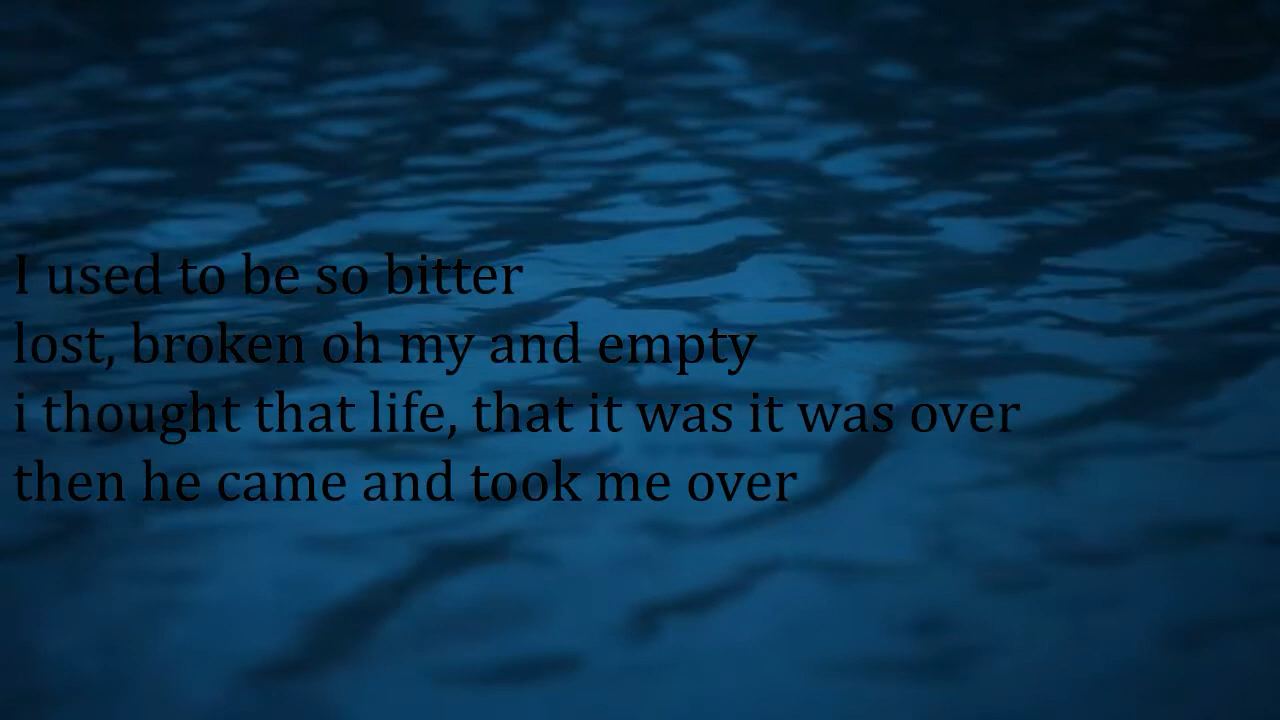 I used to be so bitter
lost, broken oh my and empty
i thought that life, that it was it was over
then he came and took me over